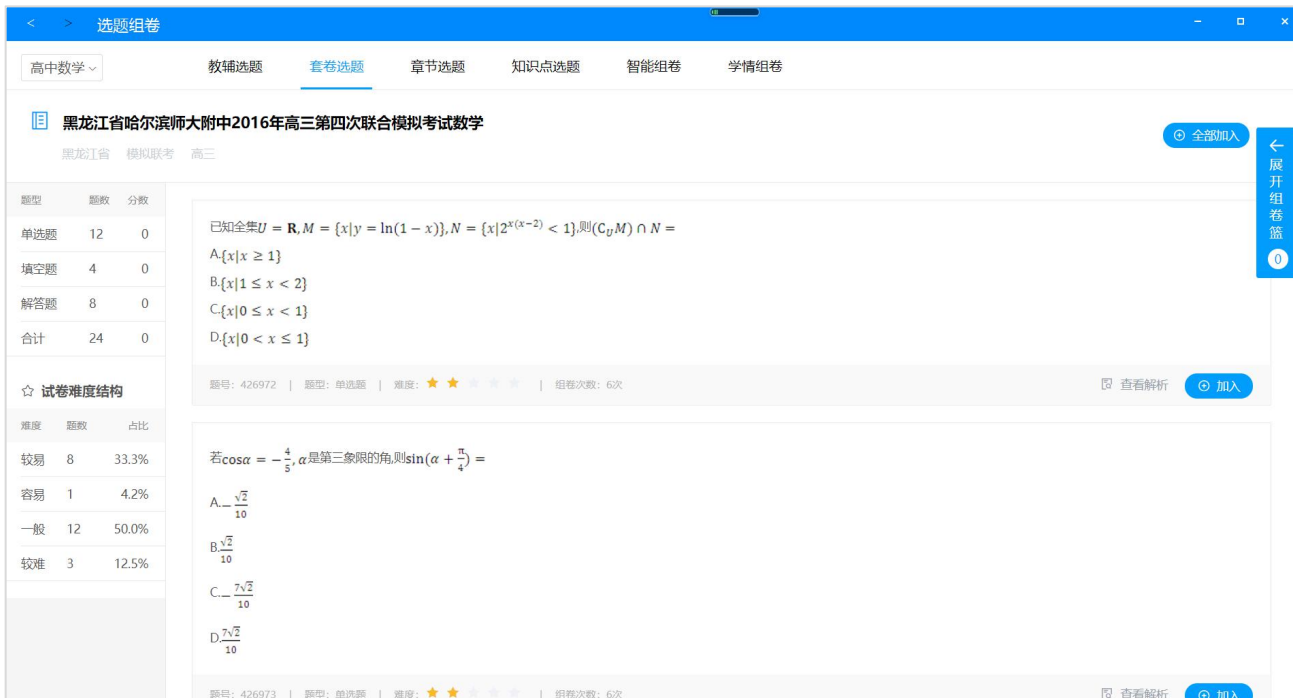 < > 选题组卷
高中数学
教辅选题 套卷选题 章节选题 知识点选题 智能组卷 学情组卷
黑龙江省哈尔滨师大附中2016年高三第四次联合模拟考试数学
黑龙江省 模拟联考 高三
全部加入
展开组卷篮 0
题型 题数 分数
单选题 12 0
填空题 4 0
解答题 8 0
合计 24 0
试卷难度结构
难度 题数 占比
较易 8 33.3%
容易 1 4.2%
一般 12 50.0%
较难 3 12.5%
已知全集U = R, M = {x|y = ln(1 − x)}, N = {x|2^{x(x−2)} < 1},则(C_U M) ∩ N =
A.{x|x ≥ 1}
B.{x|1 ≤ x < 2}
C.{x|0 ≤ x < 1}
D.{x|0 < x ≤ 1}
题号: 426972 | 题型: 单选题 | 难度: | 组卷次数: 6次
查看解析 加入
若cosα = −4/5, α是第三象限的角,则sin(α + π/4) =
A.−√2/10
B.√2/10
C.−7√2/10
D.7√2/10
题号: 426973 | 题型: 单选题 | 难度: | 组卷次数: 6次
查看解析 加入